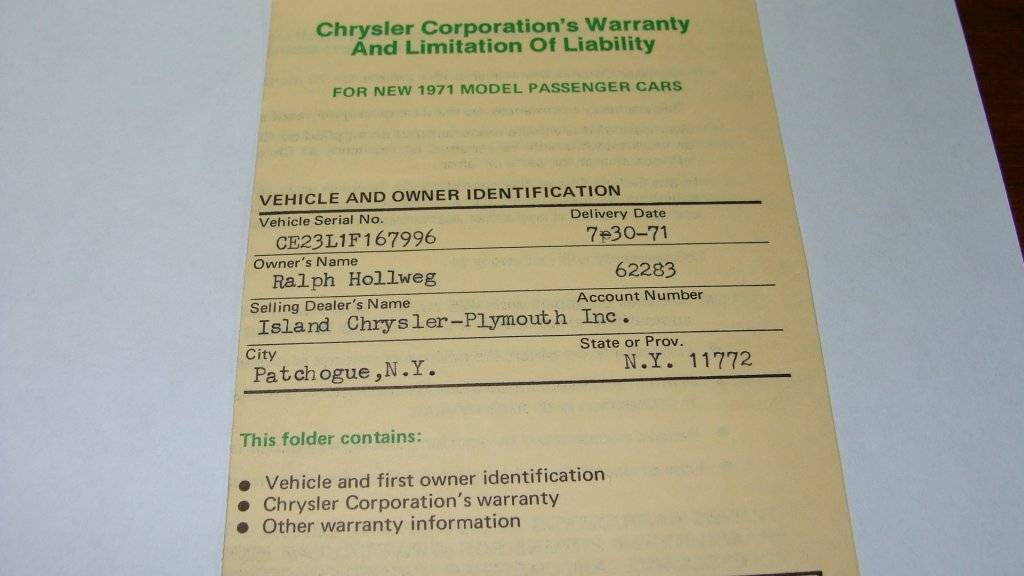 Chrysler Corporation's Warranty
And Limitation Of Liability
FOR NEW 1971 MODEL PASSENGER CARS
VEHICLE AND OWNER IDENTIFICATION
Vehicle Serial No. Delivery Date
CE23L1F167996 7-30-71
Owner's Name
Ralph Hollweg 62283
Selling Dealer's Name Account Number
Island Chrysler-Plymouth Inc.
City State or Prov.
Patchogue,N.Y. N.Y. 11772
This folder contains:
● Vehicle and first owner identification
● Chrysler Corporation's warranty
● Other warranty information